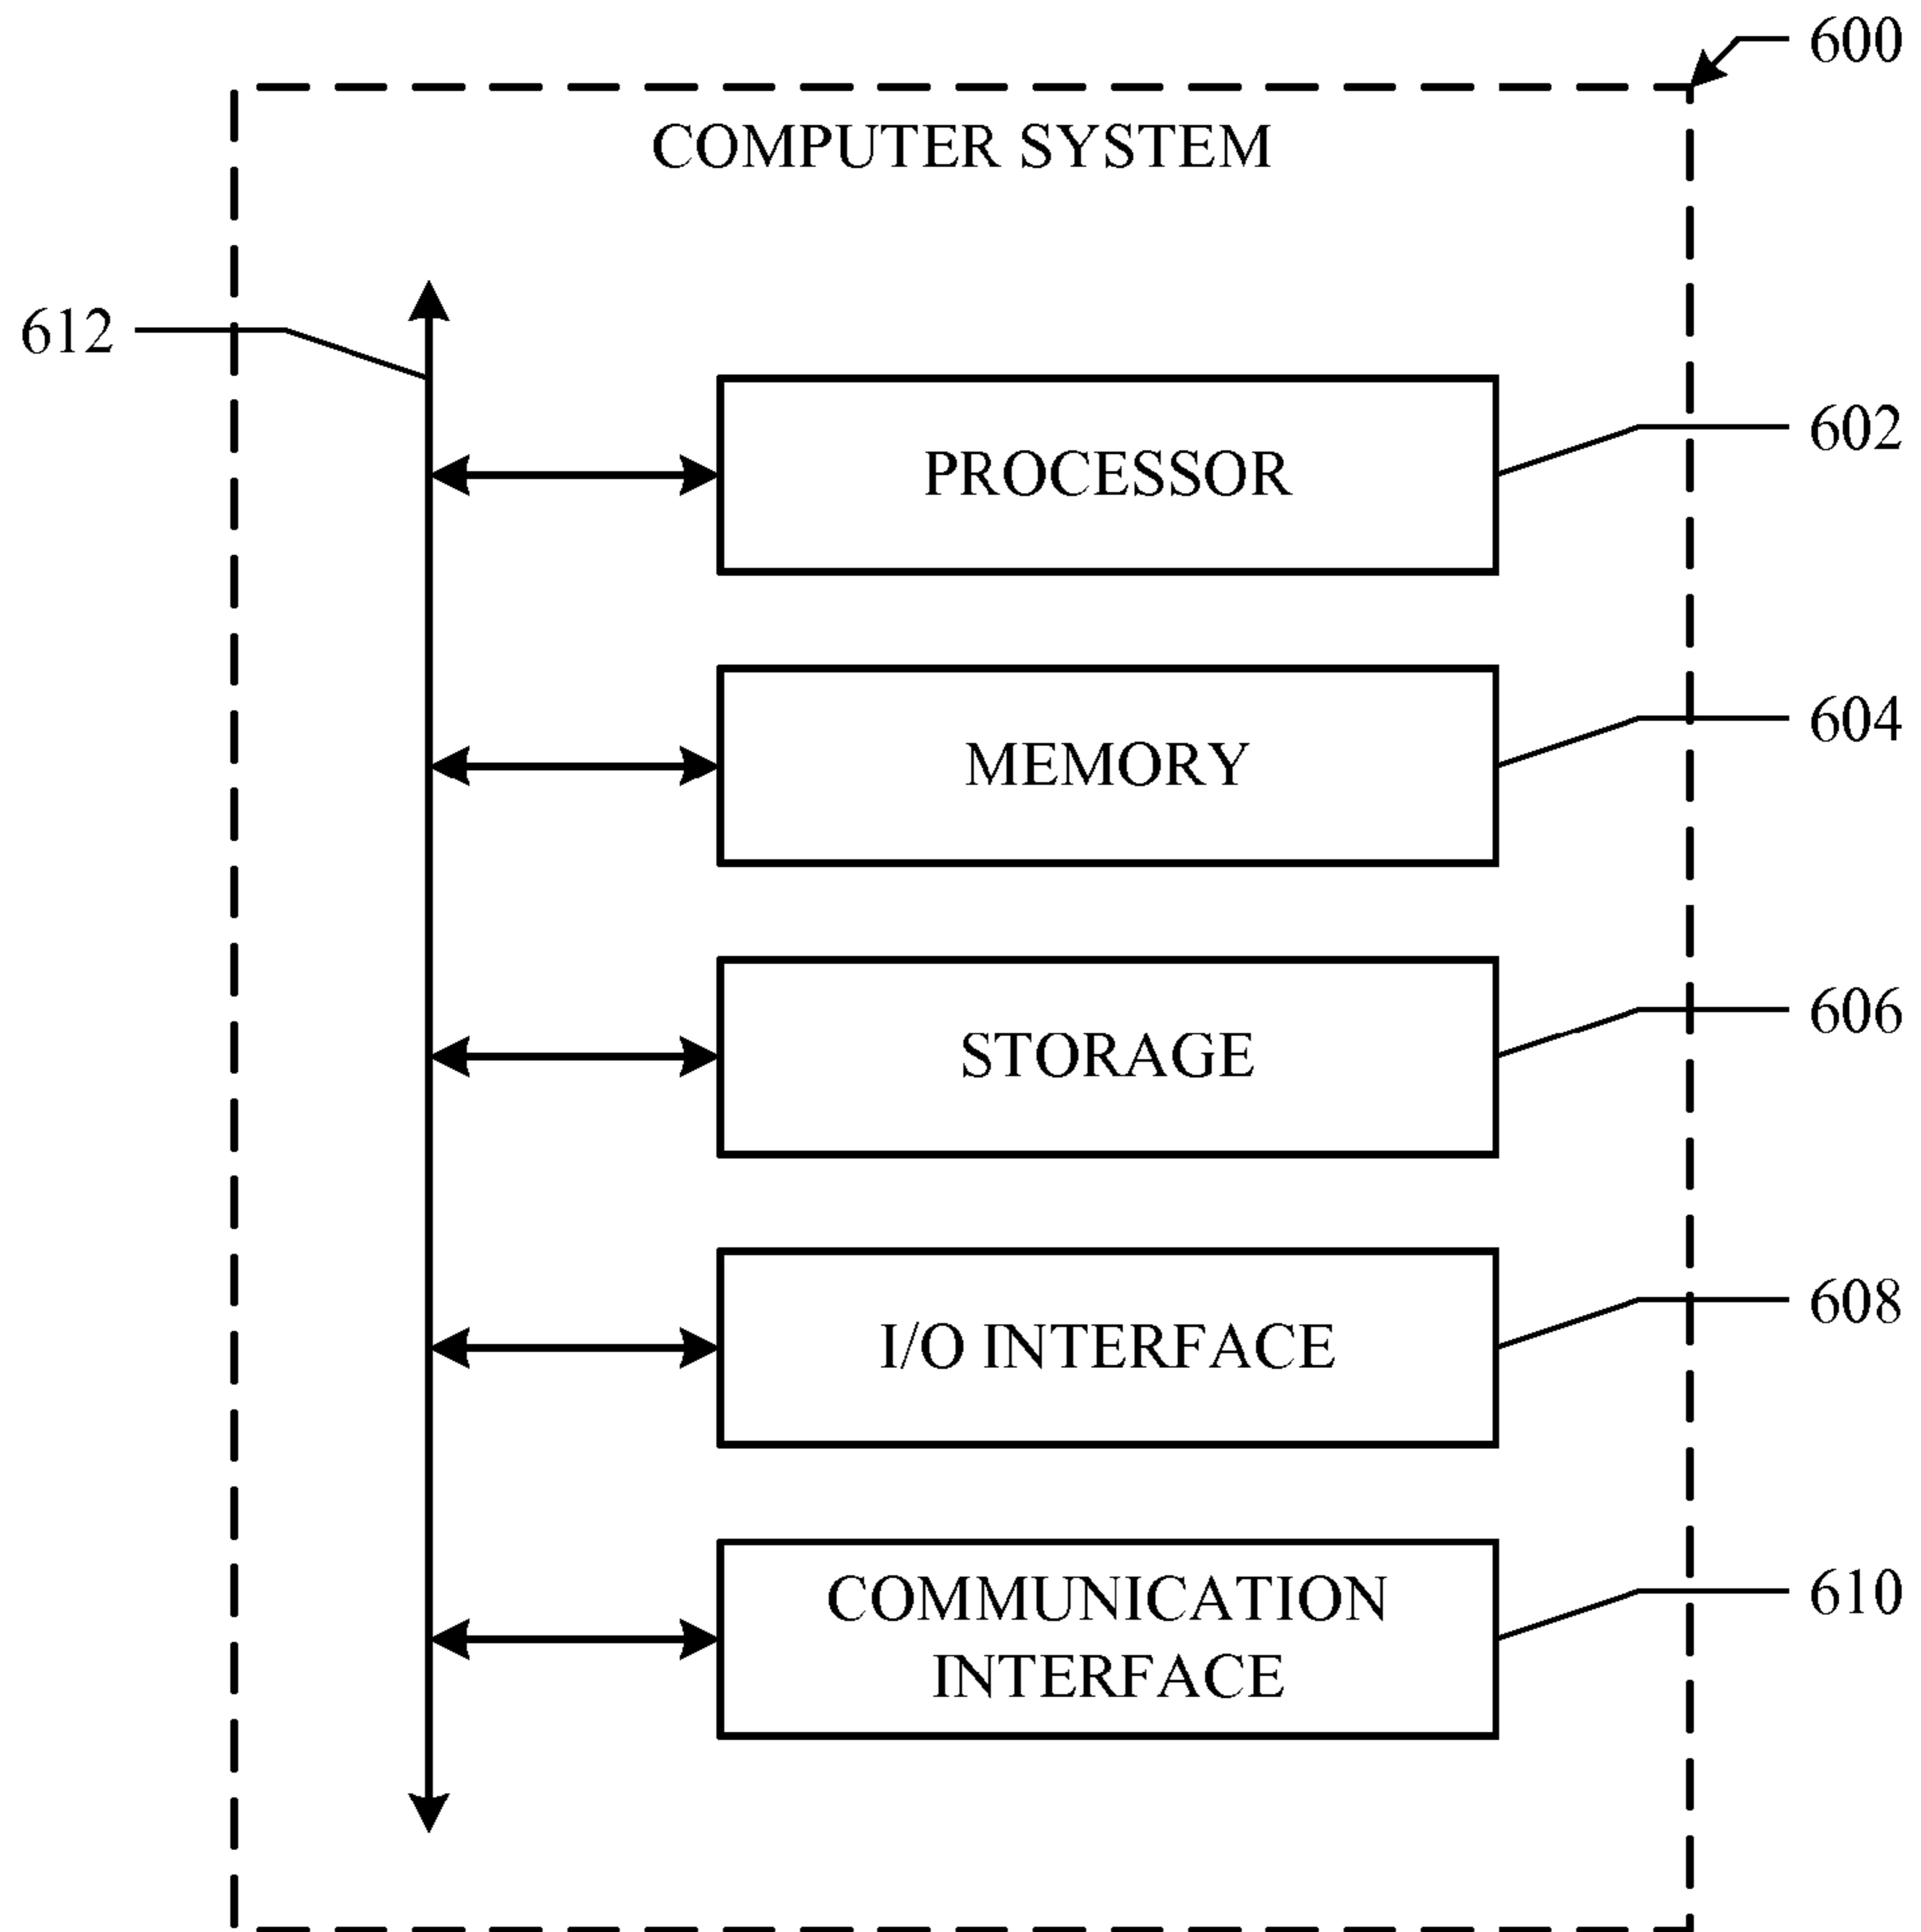 600
COMPUTER SYSTEM
612
602
PROCESSOR
604
MEMORY
606
STORAGE
608
I/O INTERFACE
610
COMMUNICATION
INTERFACE